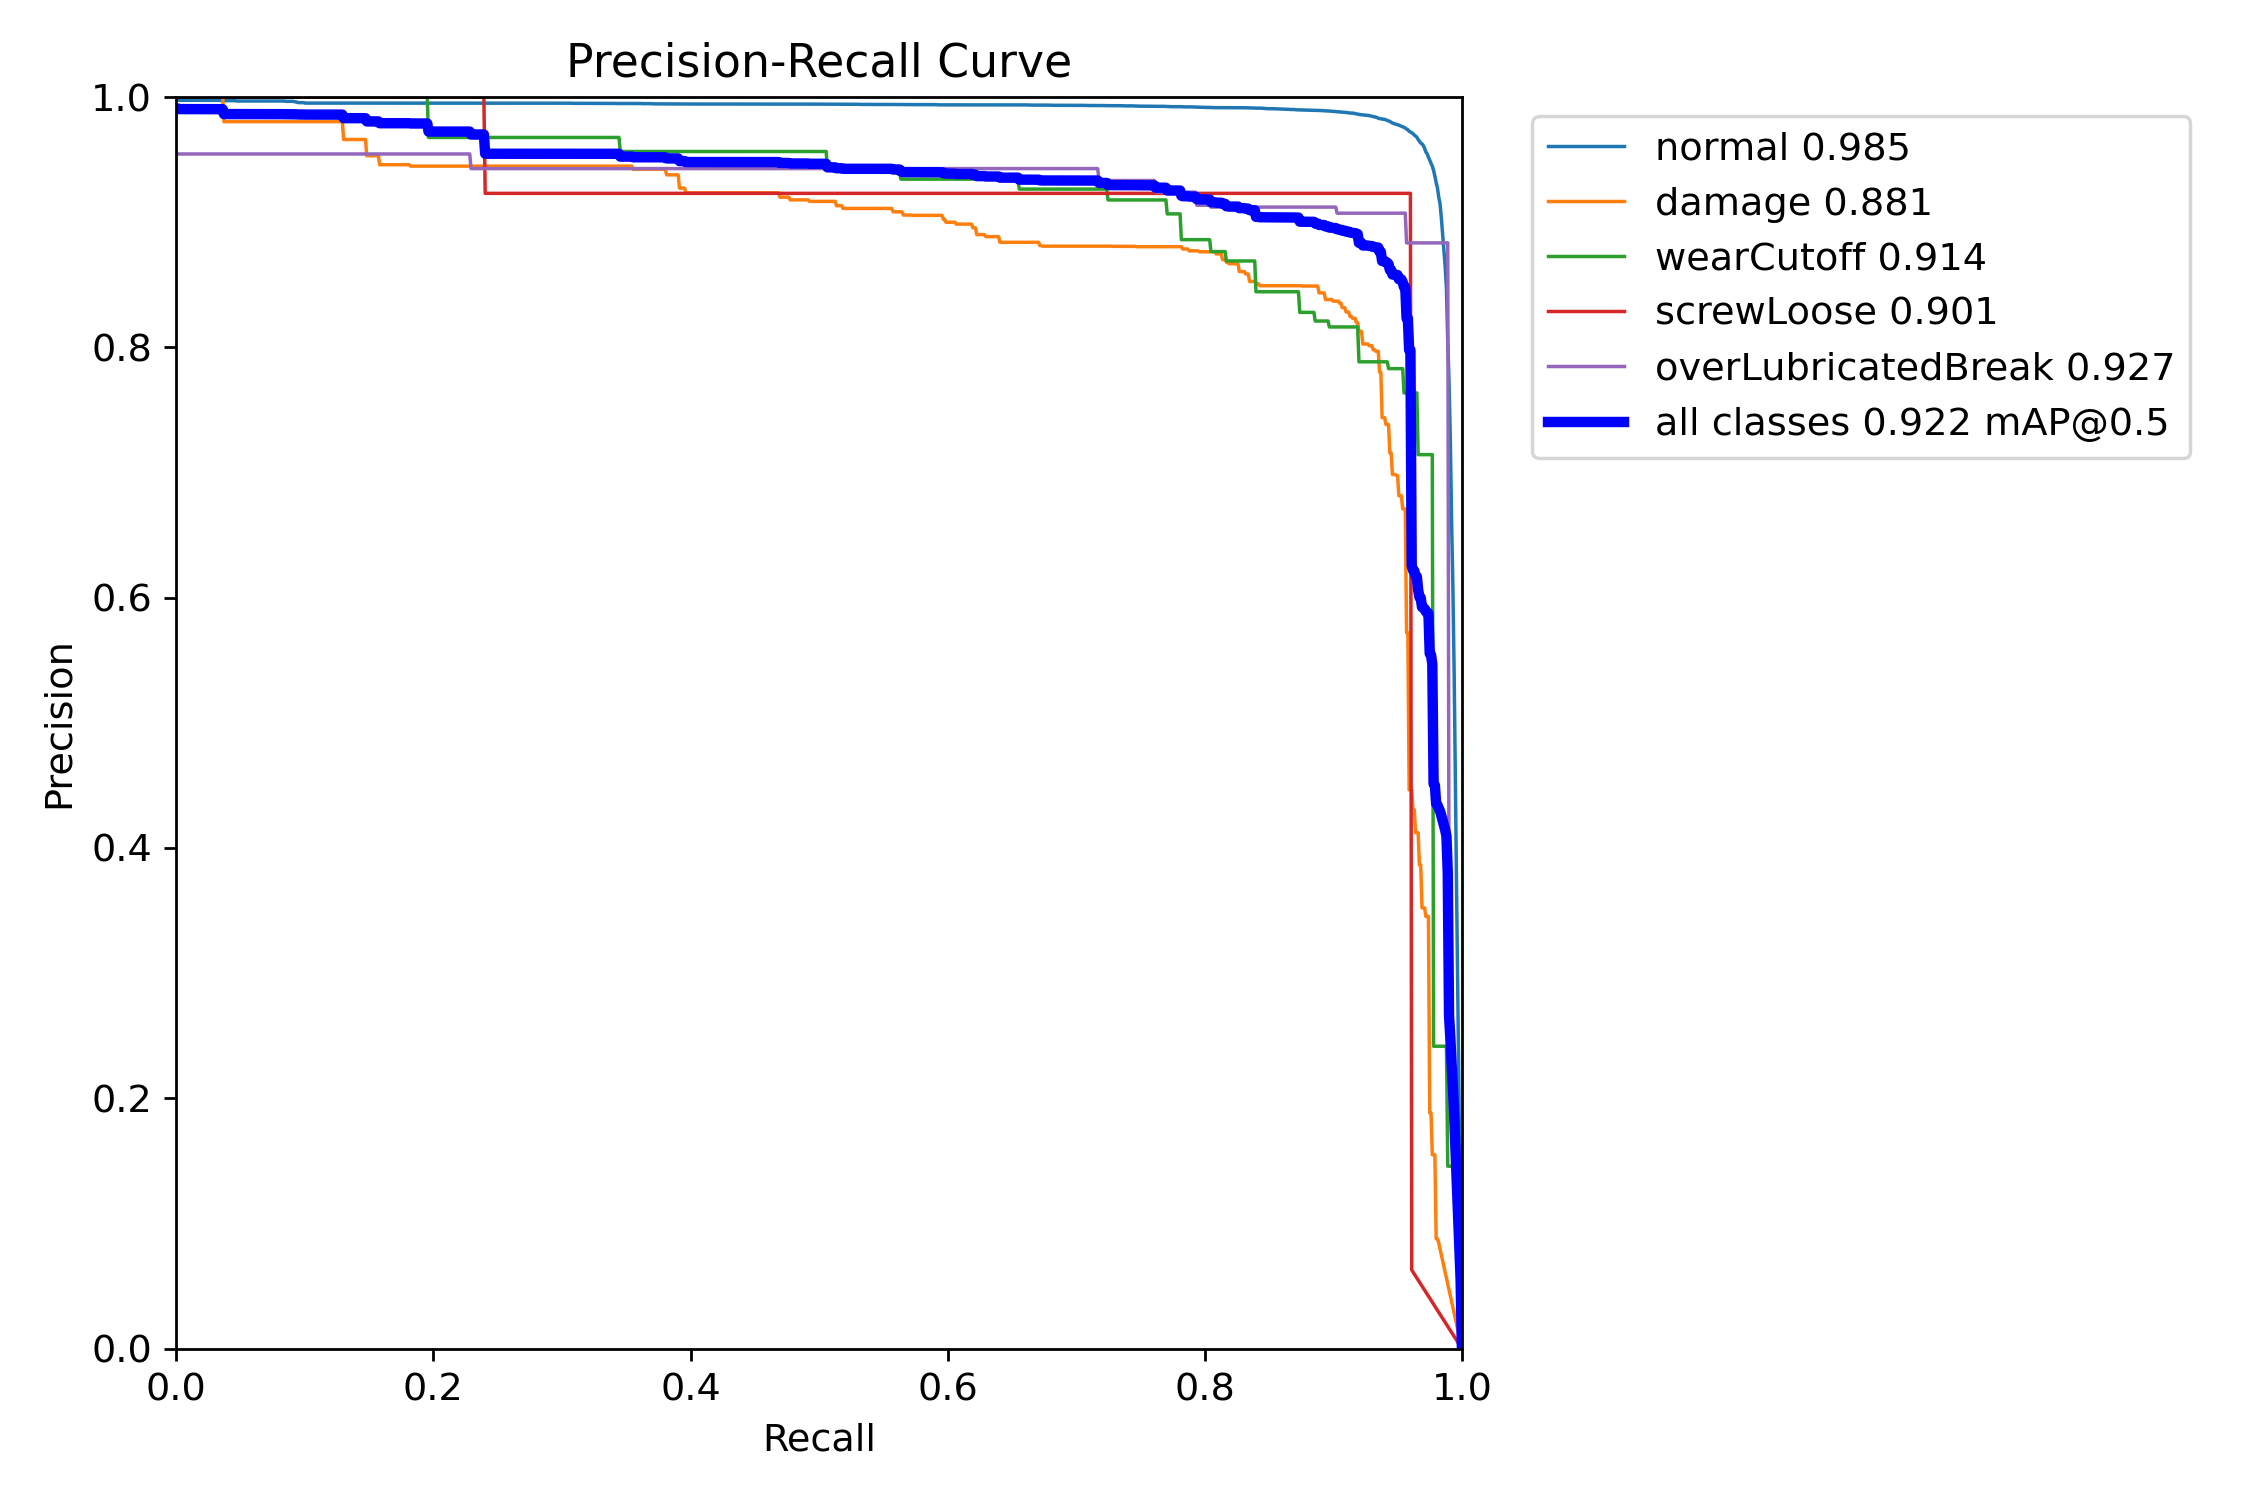 Precision-Recall Curve
1.0
0.8
0.6
0.4
0.2
0.0
Precision
0.0 0.2 0.4 0.6 0.8 1.0
Recall
normal 0.985
damage 0.881
wearCutoff 0.914
screwLoose 0.901
overLubricatedBreak 0.927
all classes 0.922 mAP@0.5